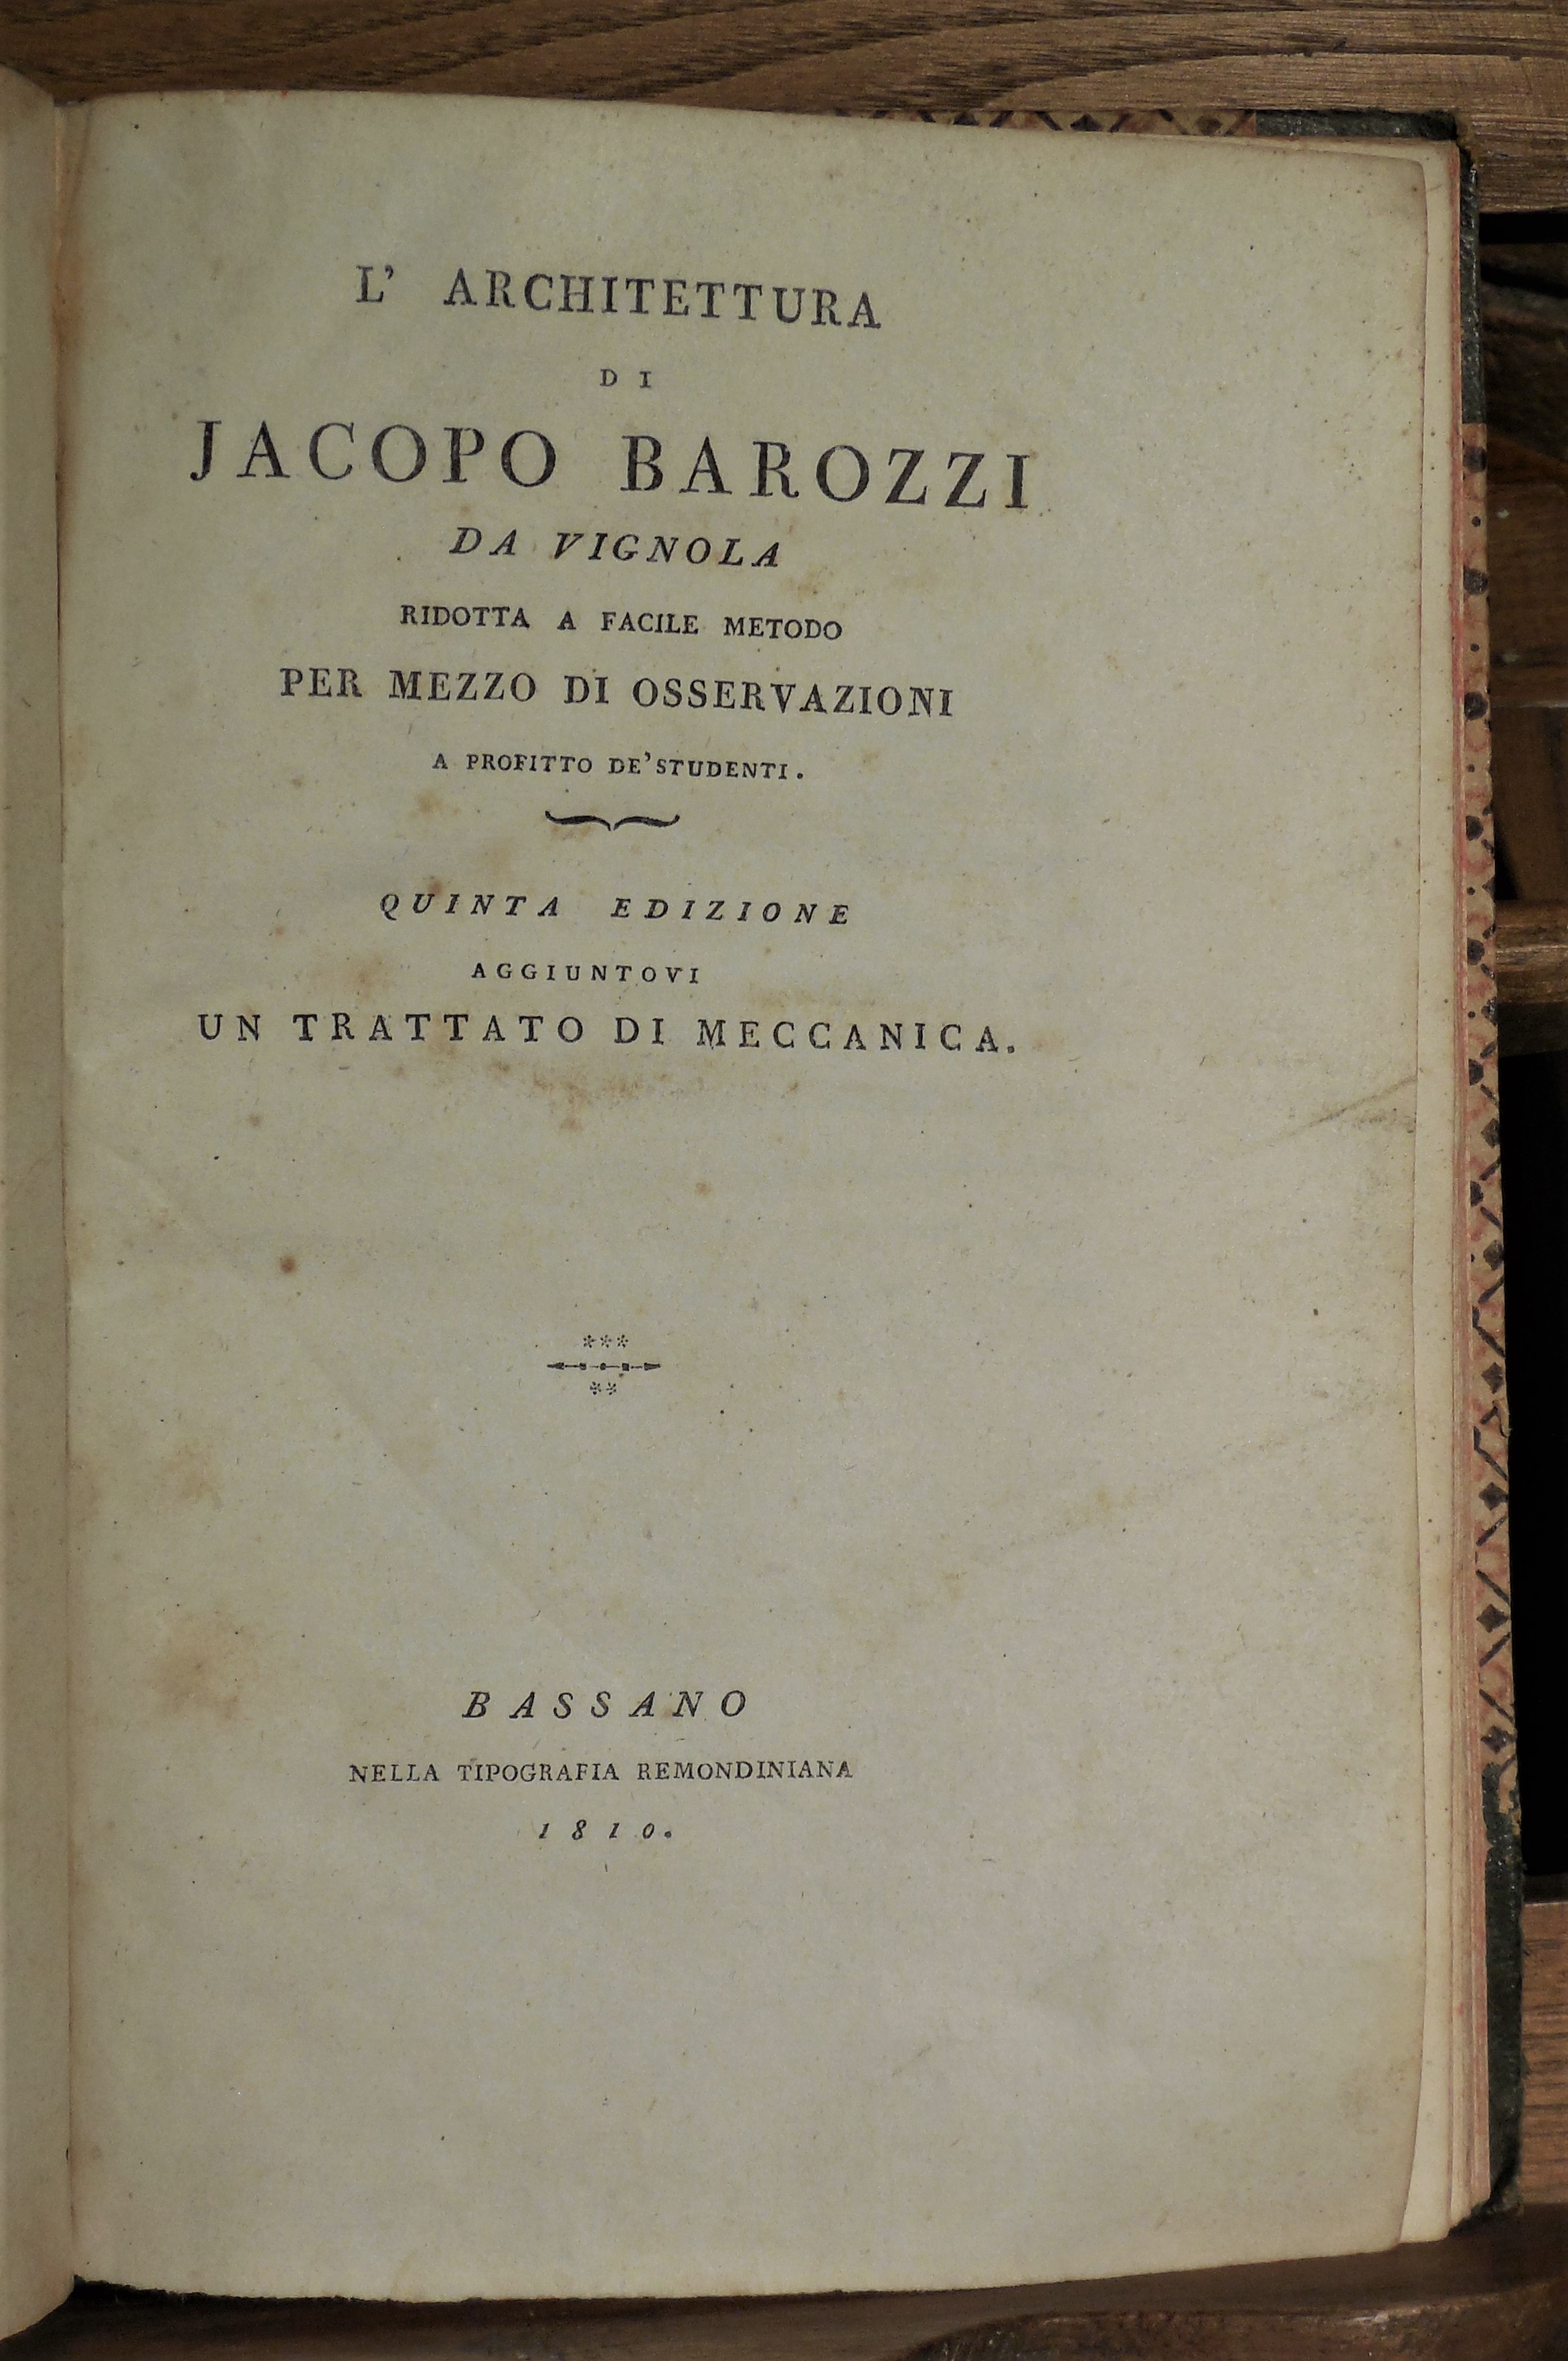 L' ARCHITETTURA
DI
JACOPO BAROZZI
DA VIGNOLA
RIDOTTA A FACILE METODO
PER MEZZO DI OSSERVAZIONI
A PROFITTO DE' STUDENTI.
QUINTA EDIZIONE
AGGIUNTOVI
UN TRATTATO DI MECCANICA.
***
**
BASSANO
NELLA TIPOGRAFIA REMONDINIANA
1810.